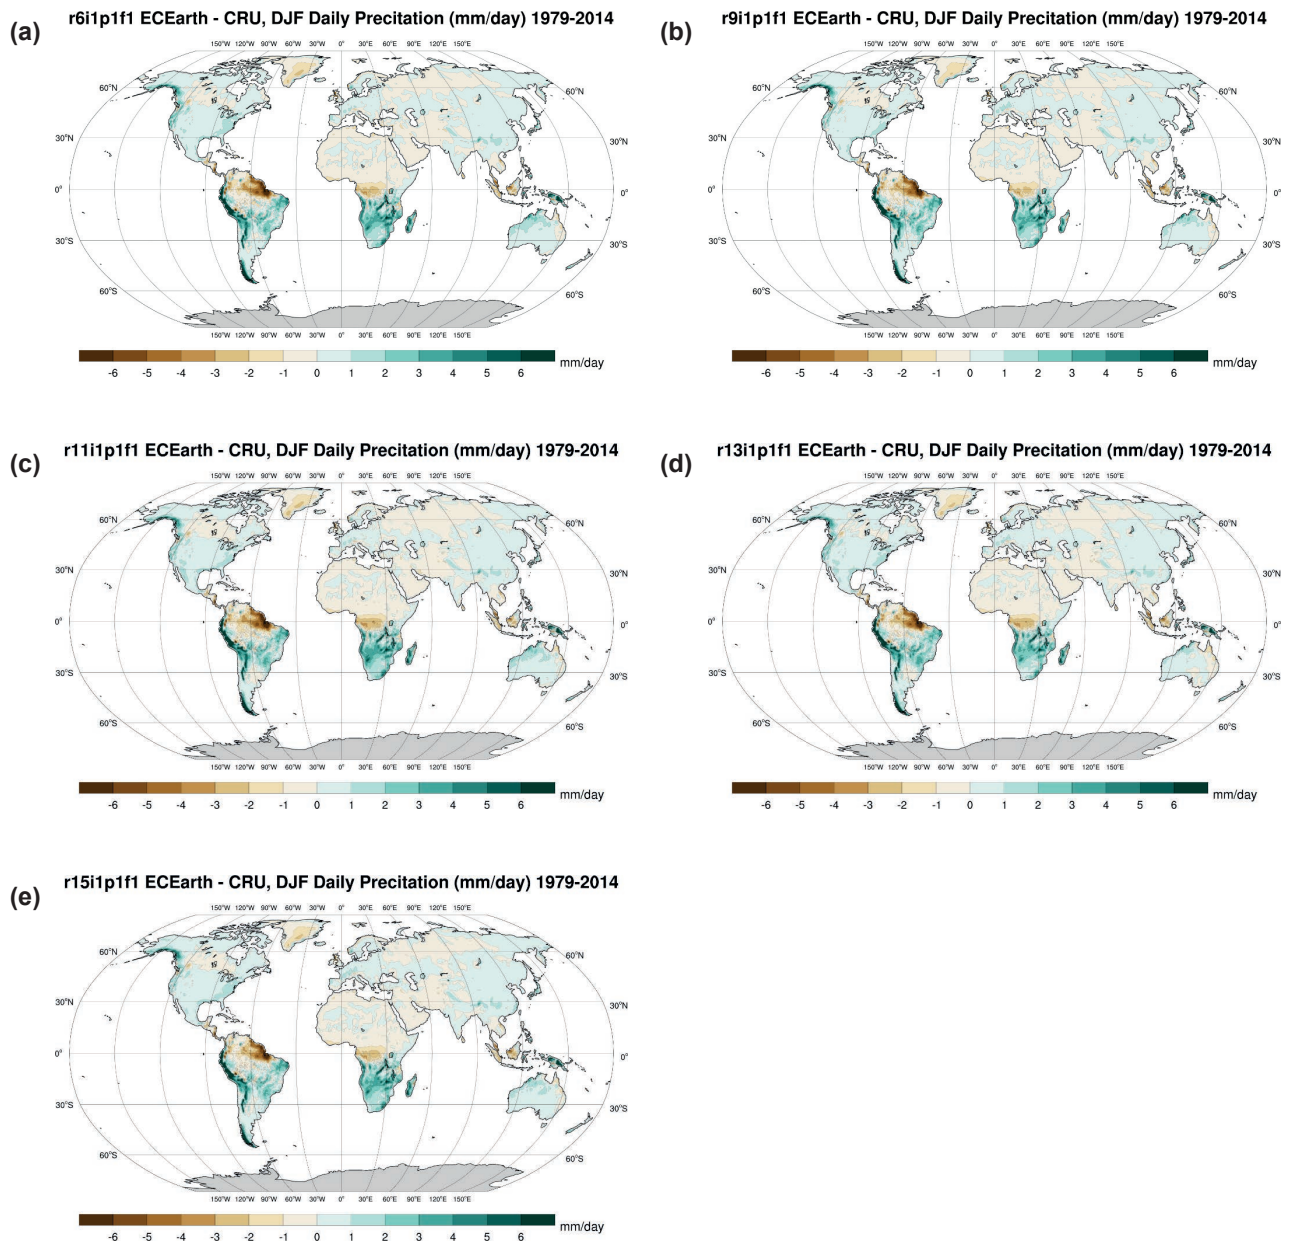 (a)
r6i1p1f1 ECEarth - CRU, DJF Daily Precitation (mm/day) 1979-2014
150°W 120°W 90°W 60°W 30°W 0° 30°E 60°E 90°E 120°E 150°E
60°N 60°N
30°N 30°N
0° 0°
30°S 30°S
60°S 60°S
150°W 120°W 90°W 60°W 30°W 0° 30°E 60°E 90°E 120°E 150°E
-6 -5 -4 -3 -2 -1 0 1 2 3 4 5 6 mm/day
(b)
r9i1p1f1 ECEarth - CRU, DJF Daily Precitation (mm/day) 1979-2014
150°W 120°W 90°W 60°W 30°W 0° 30°E 60°E 90°E 120°E 150°E
60°N 60°N
30°N 30°N
0° 0°
30°S 30°S
60°S 60°S
150°W 120°W 90°W 60°W 30°W 0° 30°E 60°E 90°E 120°E 150°E
-6 -5 -4 -3 -2 -1 0 1 2 3 4 5 6 mm/day
(c)
r11i1p1f1 ECEarth - CRU, DJF Daily Precitation (mm/day) 1979-2014
150°W 120°W 90°W 60°W 30°W 0° 30°E 60°E 90°E 120°E 150°E
60°N 60°N
30°N 30°N
0° 0°
30°S 30°S
60°S 60°S
150°W 120°W 90°W 60°W 30°W 0° 30°E 60°E 90°E 120°E 150°E
-6 -5 -4 -3 -2 -1 0 1 2 3 4 5 6 mm/day
(d)
r13i1p1f1 ECEarth - CRU, DJF Daily Precitation (mm/day) 1979-2014
150°W 120°W 90°W 60°W 30°W 0° 30°E 60°E 90°E 120°E 150°E
60°N 60°N
30°N 30°N
0° 0°
30°S 30°S
60°S 60°S
150°W 120°W 90°W 60°W 30°W 0° 30°E 60°E 90°E 120°E 150°E
-6 -5 -4 -3 -2 -1 0 1 2 3 4 5 6 mm/day
(e)
r15i1p1f1 ECEarth - CRU, DJF Daily Precitation (mm/day) 1979-2014
150°W 120°W 90°W 60°W 30°W 0° 30°E 60°E 90°E 120°E 150°E
60°N 60°N
30°N 30°N
0° 0°
30°S 30°S
60°S 60°S
150°W 120°W 90°W 60°W 30°W 0° 30°E 60°E 90°E 120°E 150°E
-6 -5 -4 -3 -2 -1 0 1 2 3 4 5 6 mm/day